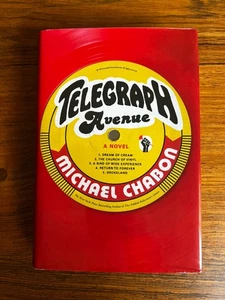 TELEGRAPH
Avenue
A NOVEL
1. DREAM OF CREAM
2. THE CHURCH OF VINYL
3. A BIRD OF WIDE EXPERIENCE
4. RETURN TO FOREVER
5. BROKELAND
MICHAEL CHABON